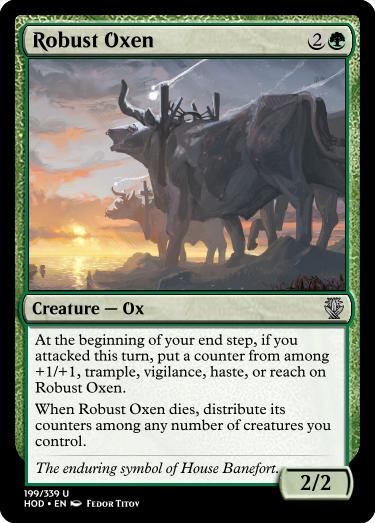 Robust Oxen 2
Creature — Ox
At the beginning of your end step, if you
attacked this turn, put a counter from among
+1/+1, trample, vigilance, haste, or reach on
Robust Oxen.
When Robust Oxen dies, distribute its
counters among any number of creatures you
control.
The enduring symbol of House Banefort.
2/2
199/339 U
HOD • EN Fedor Titov